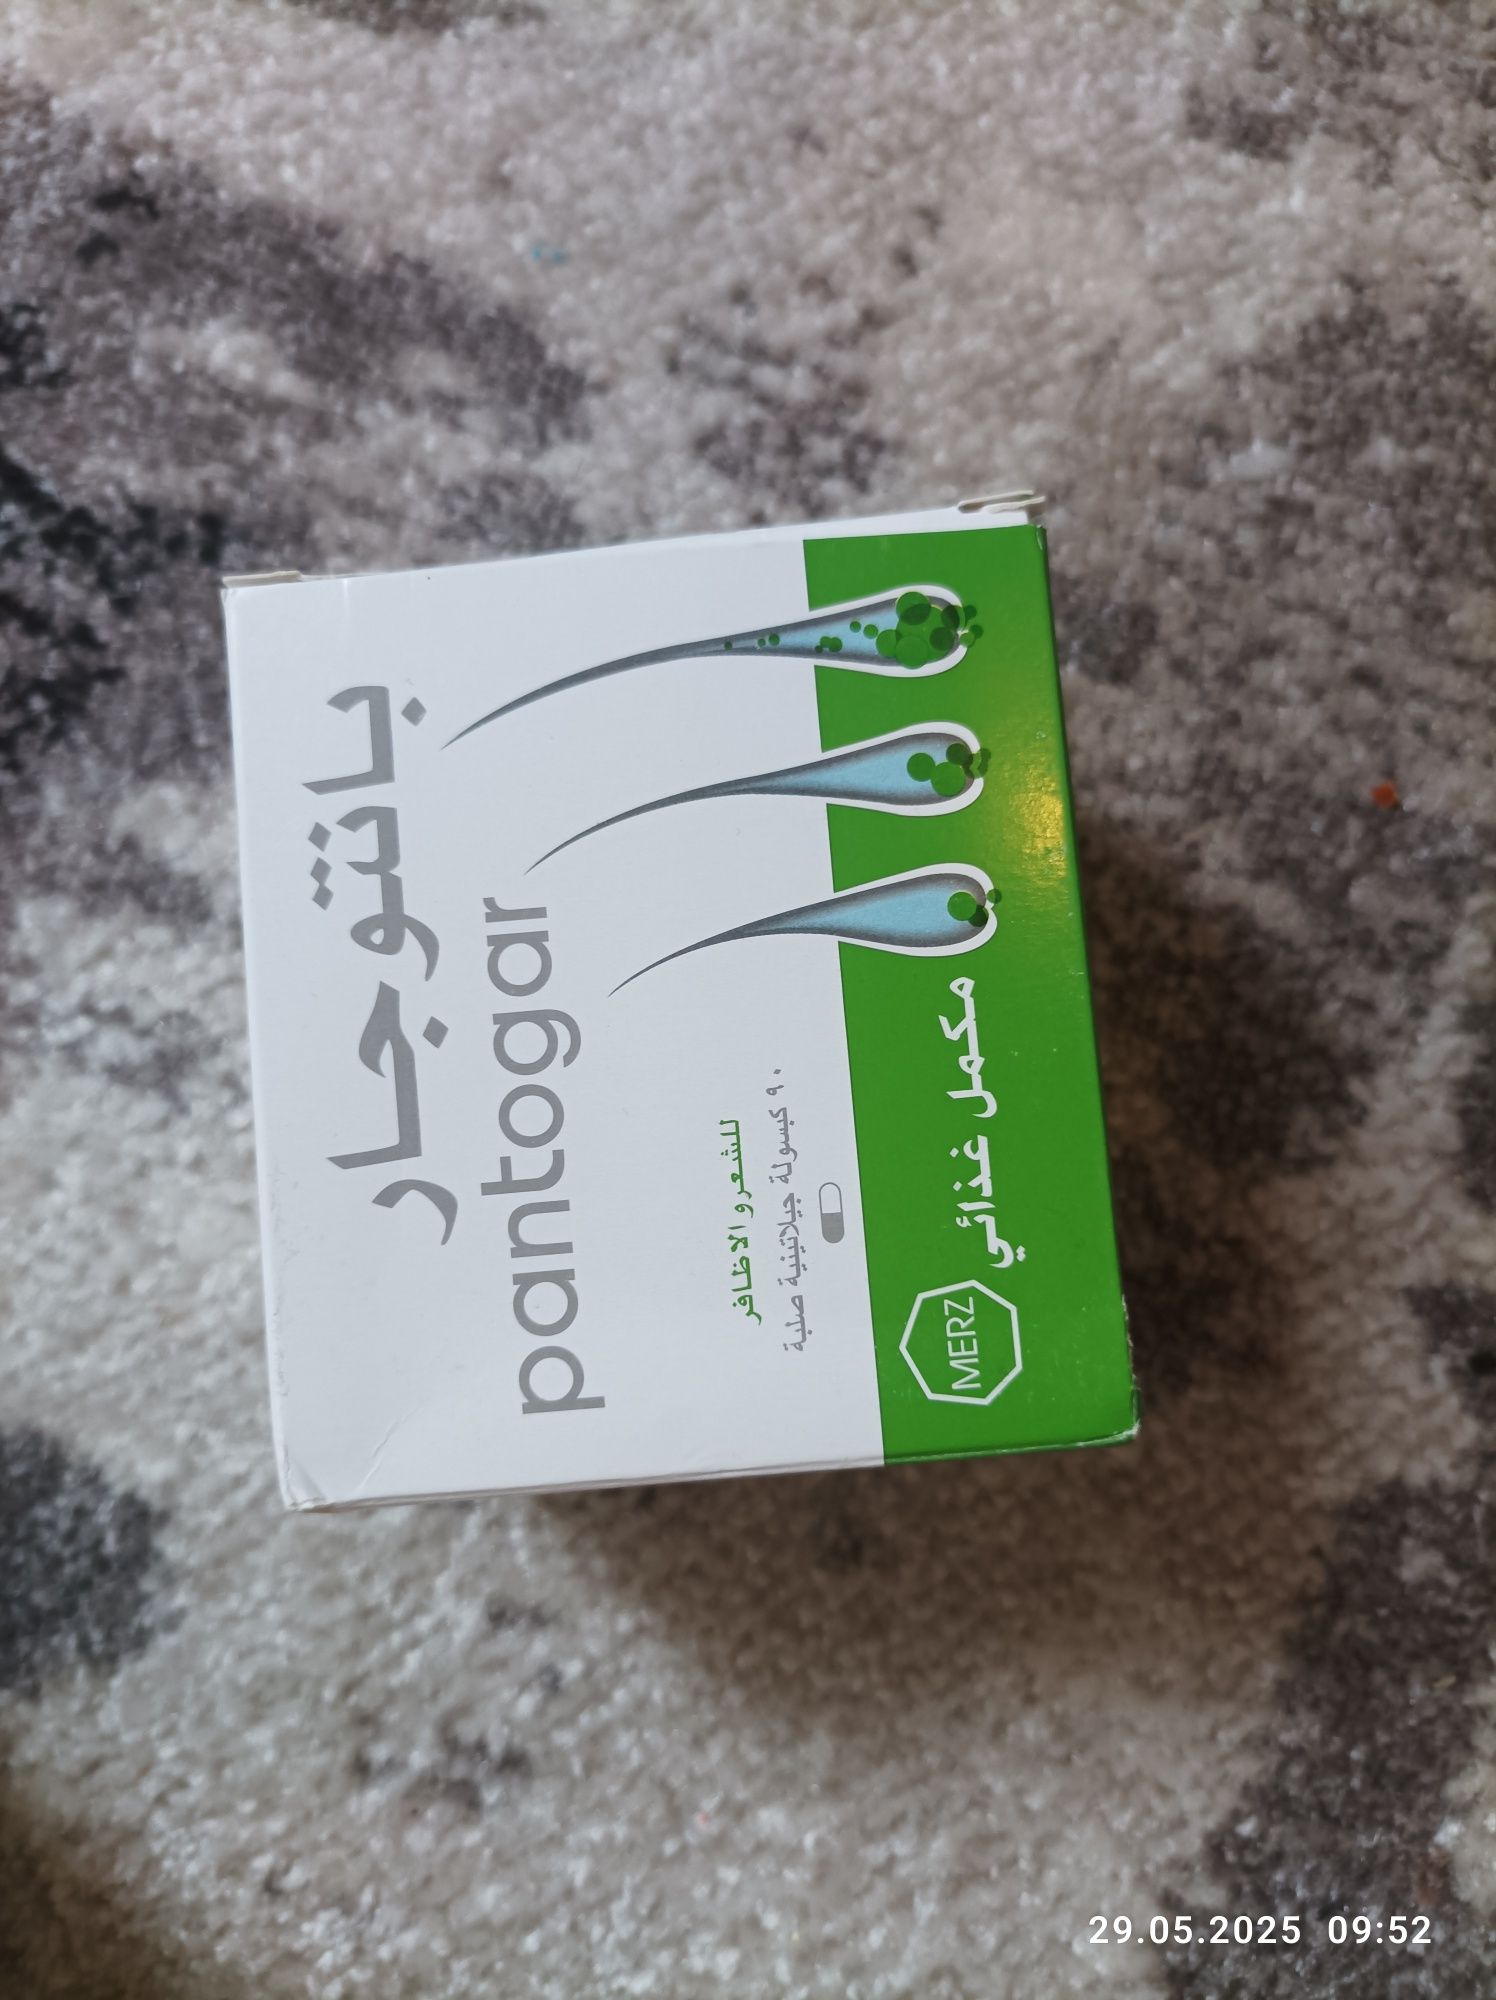 بانتوجار
pantogar
للشعر و الاظافر
٩٠ كبسولة جيلاتينية صلبة
مكمل غذائي
MERZ
29.05.2025 09:52